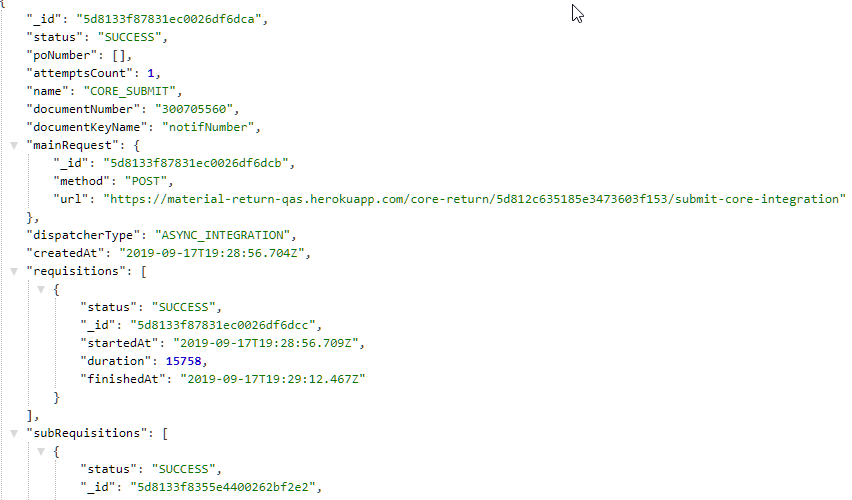 {
"_id": "5d8133f87831ec0026df6dca",
"status": "SUCCESS",
"poNumber": [],
"attemptsCount": 1,
"name": "CORE_SUBMIT",
"documentNumber": "300705560",
"documentKeyName": "notifNumber",
"mainRequest": {
"_id": "5d8133f87831ec0026df6dcb",
"method": "POST",
"url": "https://material-return-qas.herokuapp.com/core-return/5d812c635185e3473603f153/submit-core-integration"
},
"dispatcherType": "ASYNC_INTEGRATION",
"createdAt": "2019-09-17T19:28:56.704Z",
"requisitions": [
{
"status": "SUCCESS",
"_id": "5d8133f87831ec0026df6dcc",
"startedAt": "2019-09-17T19:28:56.709Z",
"duration": 15758,
"finishedAt": "2019-09-17T19:29:12.467Z"
}
],
"subRequisitions": [
{
"status": "SUCCESS",
"_id": "5d8133f8355e4400262bf2e2",